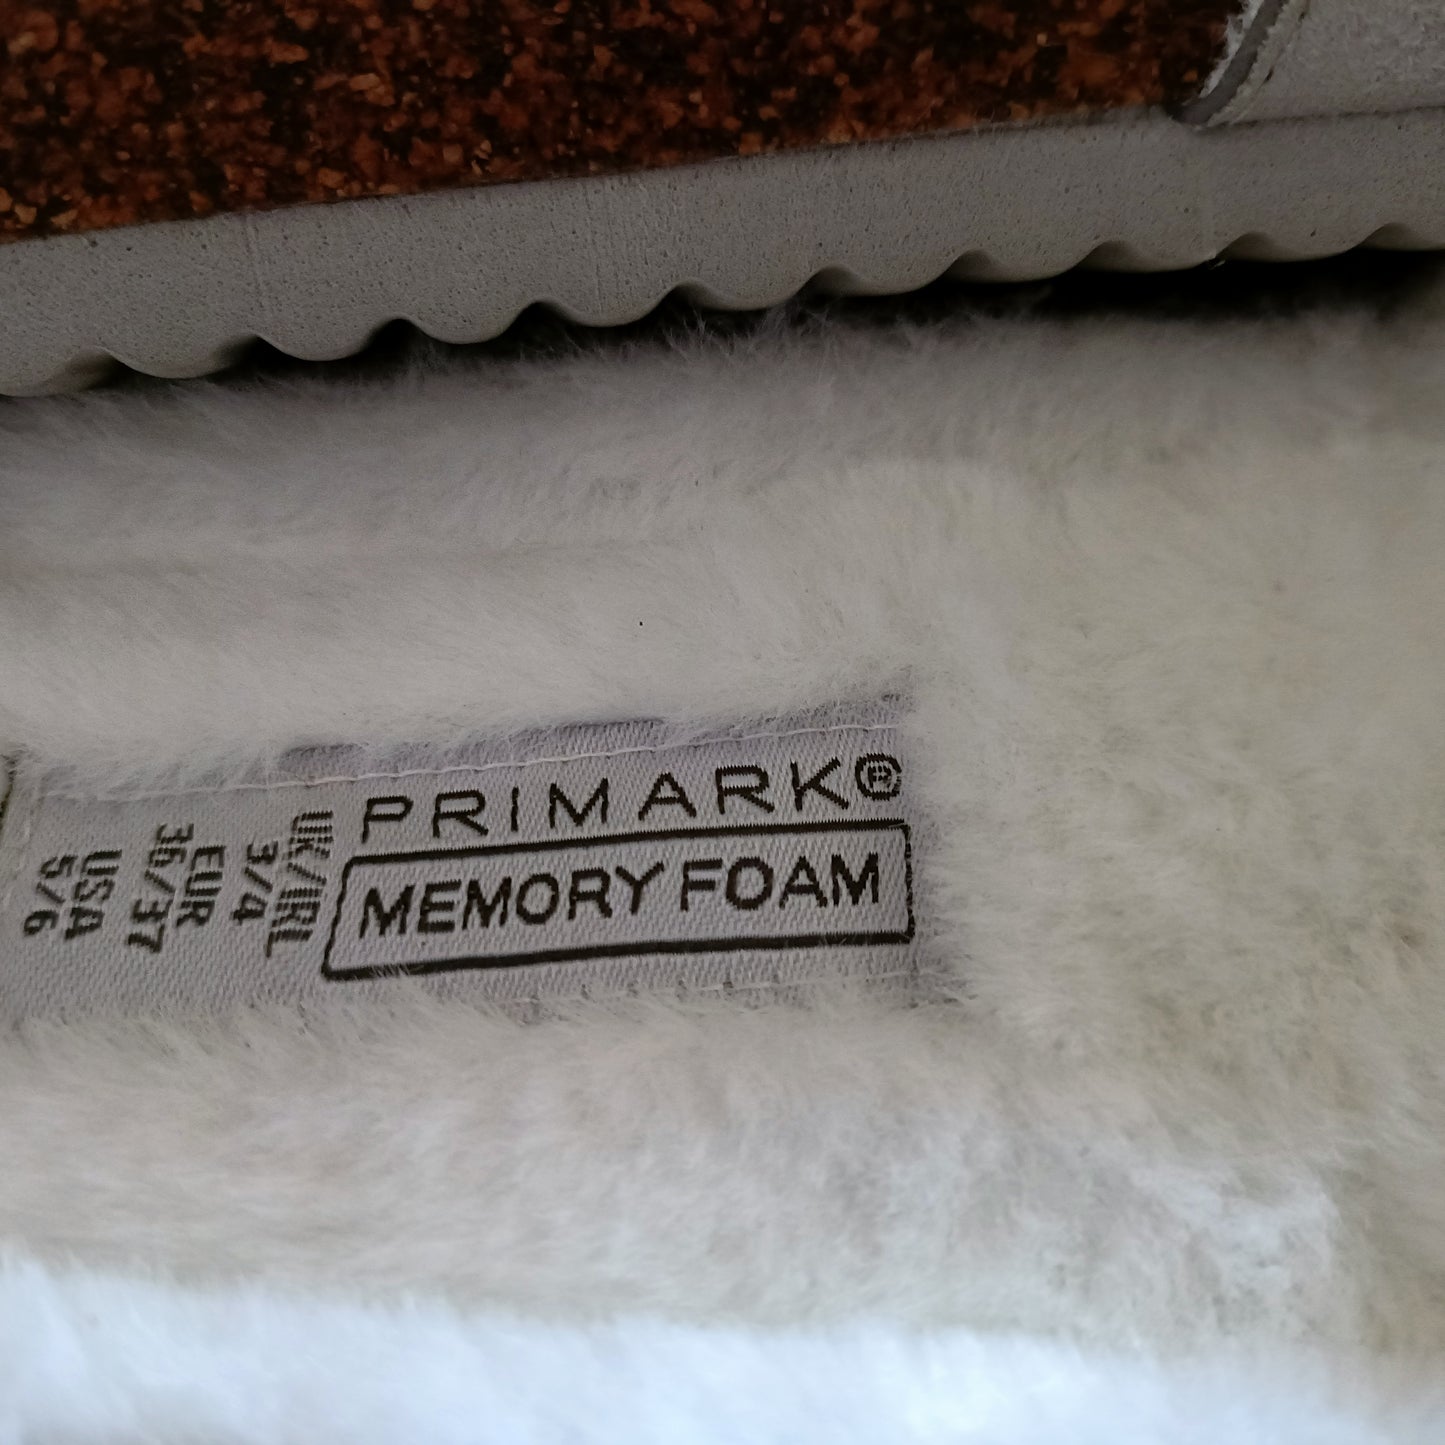 PRIMARK®
MEMORY FOAM
UK/IRL
3/4
EUR
36/37
USA
5/6